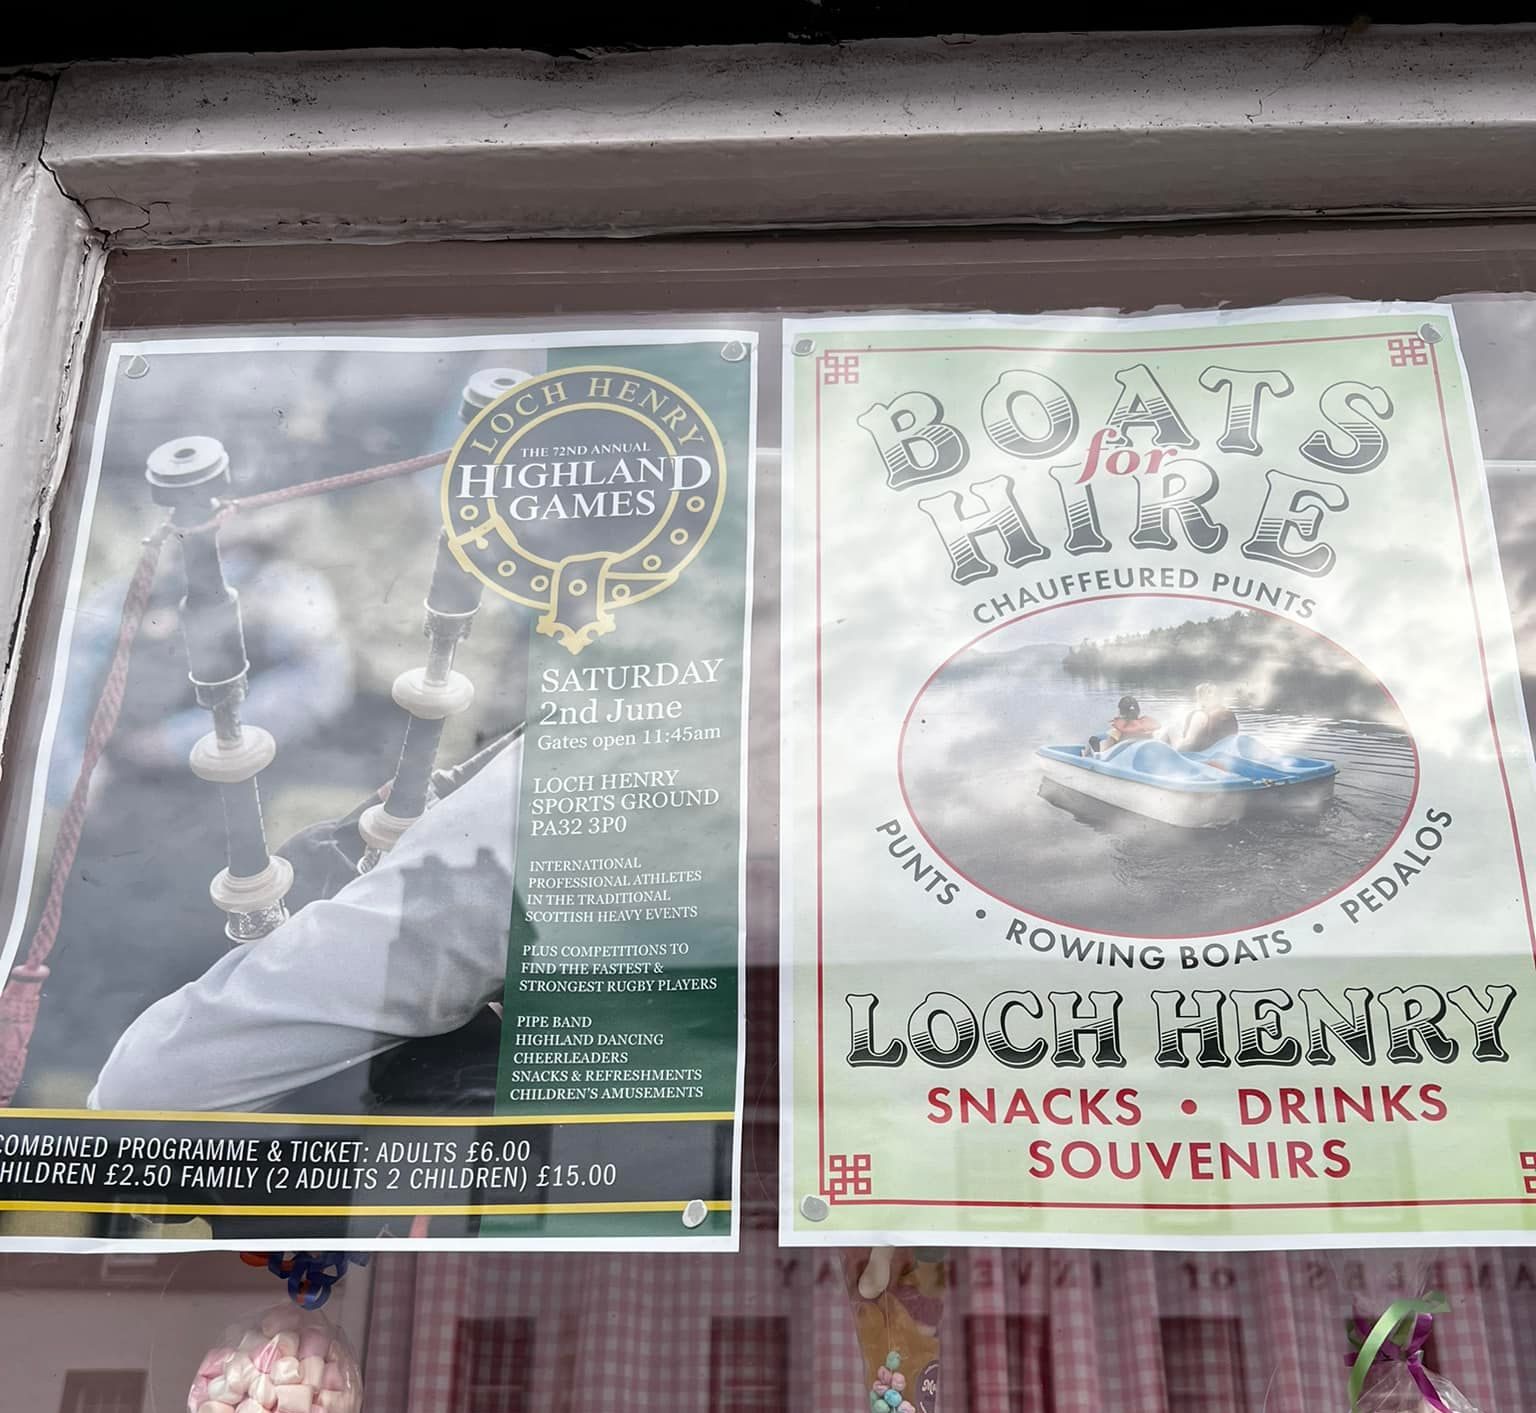 LOCH HENRY
THE 72ND ANNUAL
HIGHLAND
GAMES
SATURDAY
2nd June
Gates open 11:45am
LOCH HENRY
SPORTS GROUND
PA32 3P0
INTERNATIONAL
PROFESSIONAL ATHLETES
IN THE TRADITIONAL
SCOTTISH HEAVY EVENTS
PLUS COMPETITIONS TO
FIND THE FASTEST &
STRONGEST RUGBY PLAYERS
PIPE BAND
HIGHLAND DANCING
CHEERLEADERS
SNACKS & REFRESHMENTS
CHILDREN'S AMUSEMENTS
COMBINED PROGRAMME & TICKET: ADULTS £6.00
HILDREN £2.50 FAMILY (2 ADULTS 2 CHILDREN) £15.00
BOATS
for
HIRE
CHAUFFEURED PUNTS
PUNTS • ROWING BOATS • PEDALOS
LOCH HENRY
SNACKS • DRINKS
SOUVENIRS